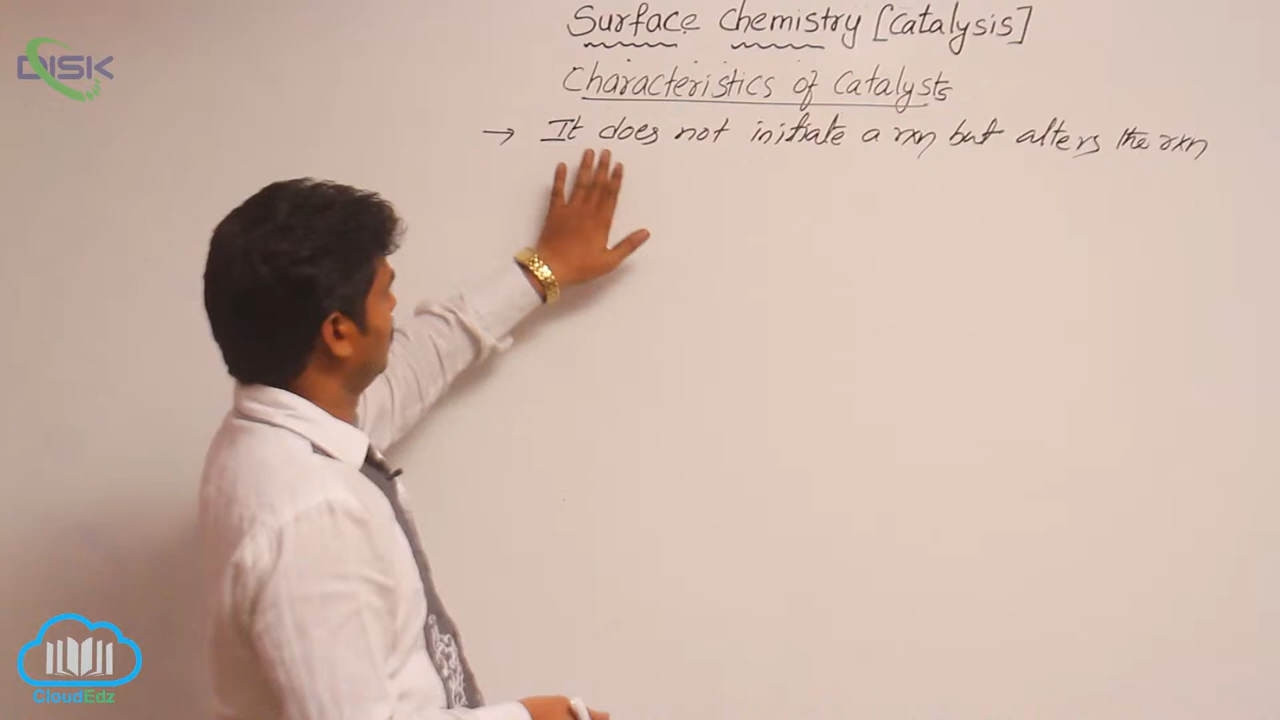 DISK
Surface Chemistry [Catalysis]
Characteristics of Catalysts
→ It does not initiate a rxn but alters the rxn
CloudEdz